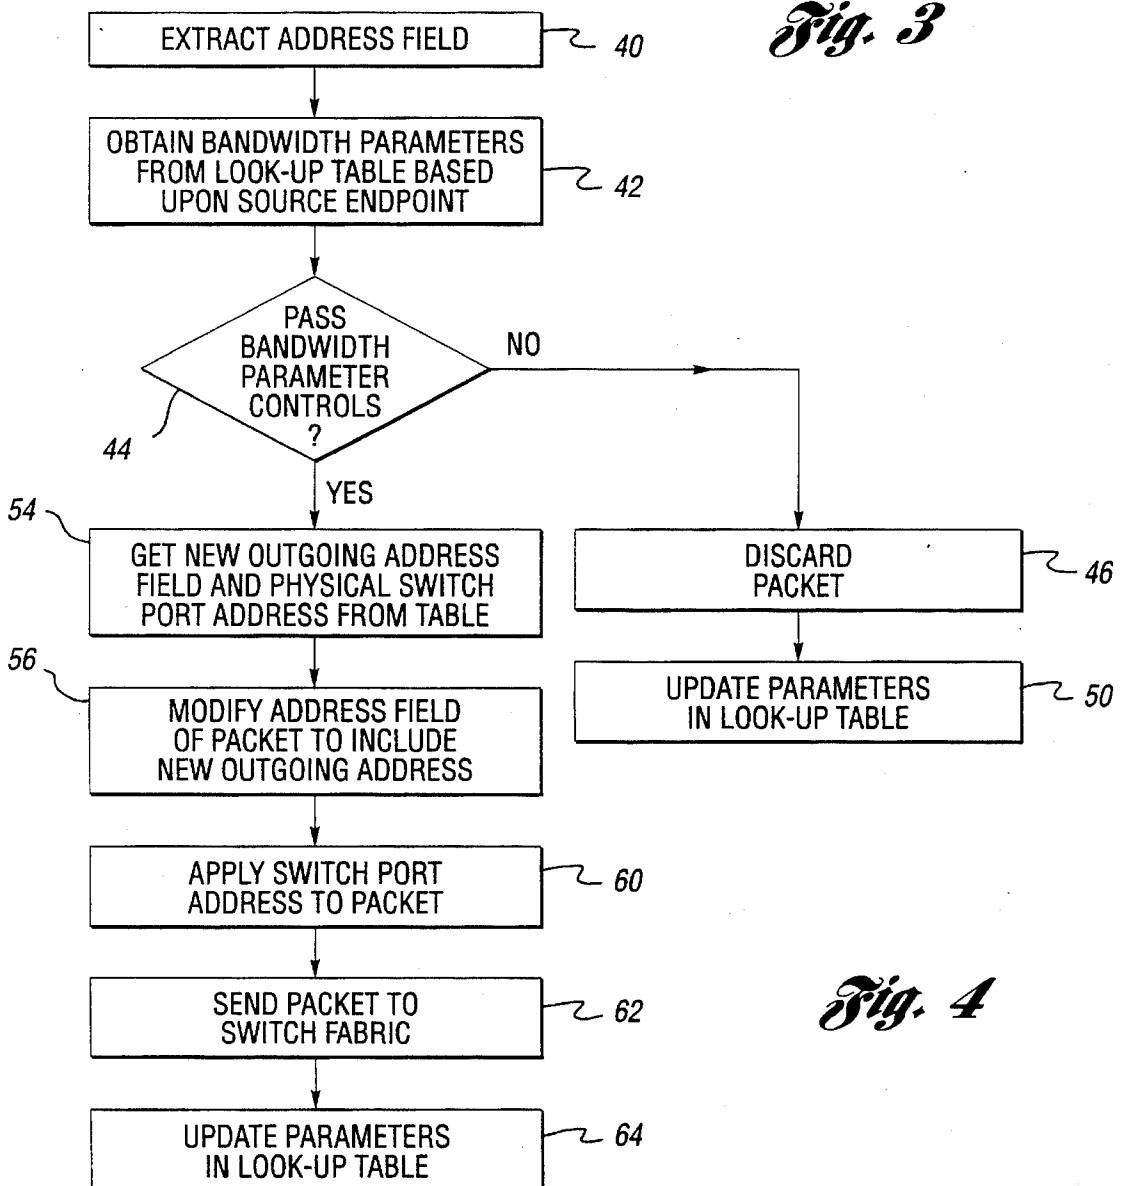 Fig. 3
EXTRACT ADDRESS FIELD
40
OBTAIN BANDWIDTH PARAMETERS
FROM LOOK-UP TABLE BASED
UPON SOURCE ENDPOINT
42
PASS
BANDWIDTH
PARAMETER
CONTROLS
?
44
NO
YES
54
GET NEW OUTGOING ADDRESS
FIELD AND PHYSICAL SWITCH
PORT ADDRESS FROM TABLE
DISCARD
PACKET
46
56
MODIFY ADDRESS FIELD
OF PACKET TO INCLUDE
NEW OUTGOING ADDRESS
UPDATE PARAMETERS
IN LOOK-UP TABLE
50
APPLY SWITCH PORT
ADDRESS TO PACKET
60
SEND PACKET TO
SWITCH FABRIC
62
Fig. 4
UPDATE PARAMETERS
IN LOOK-UP TABLE
64